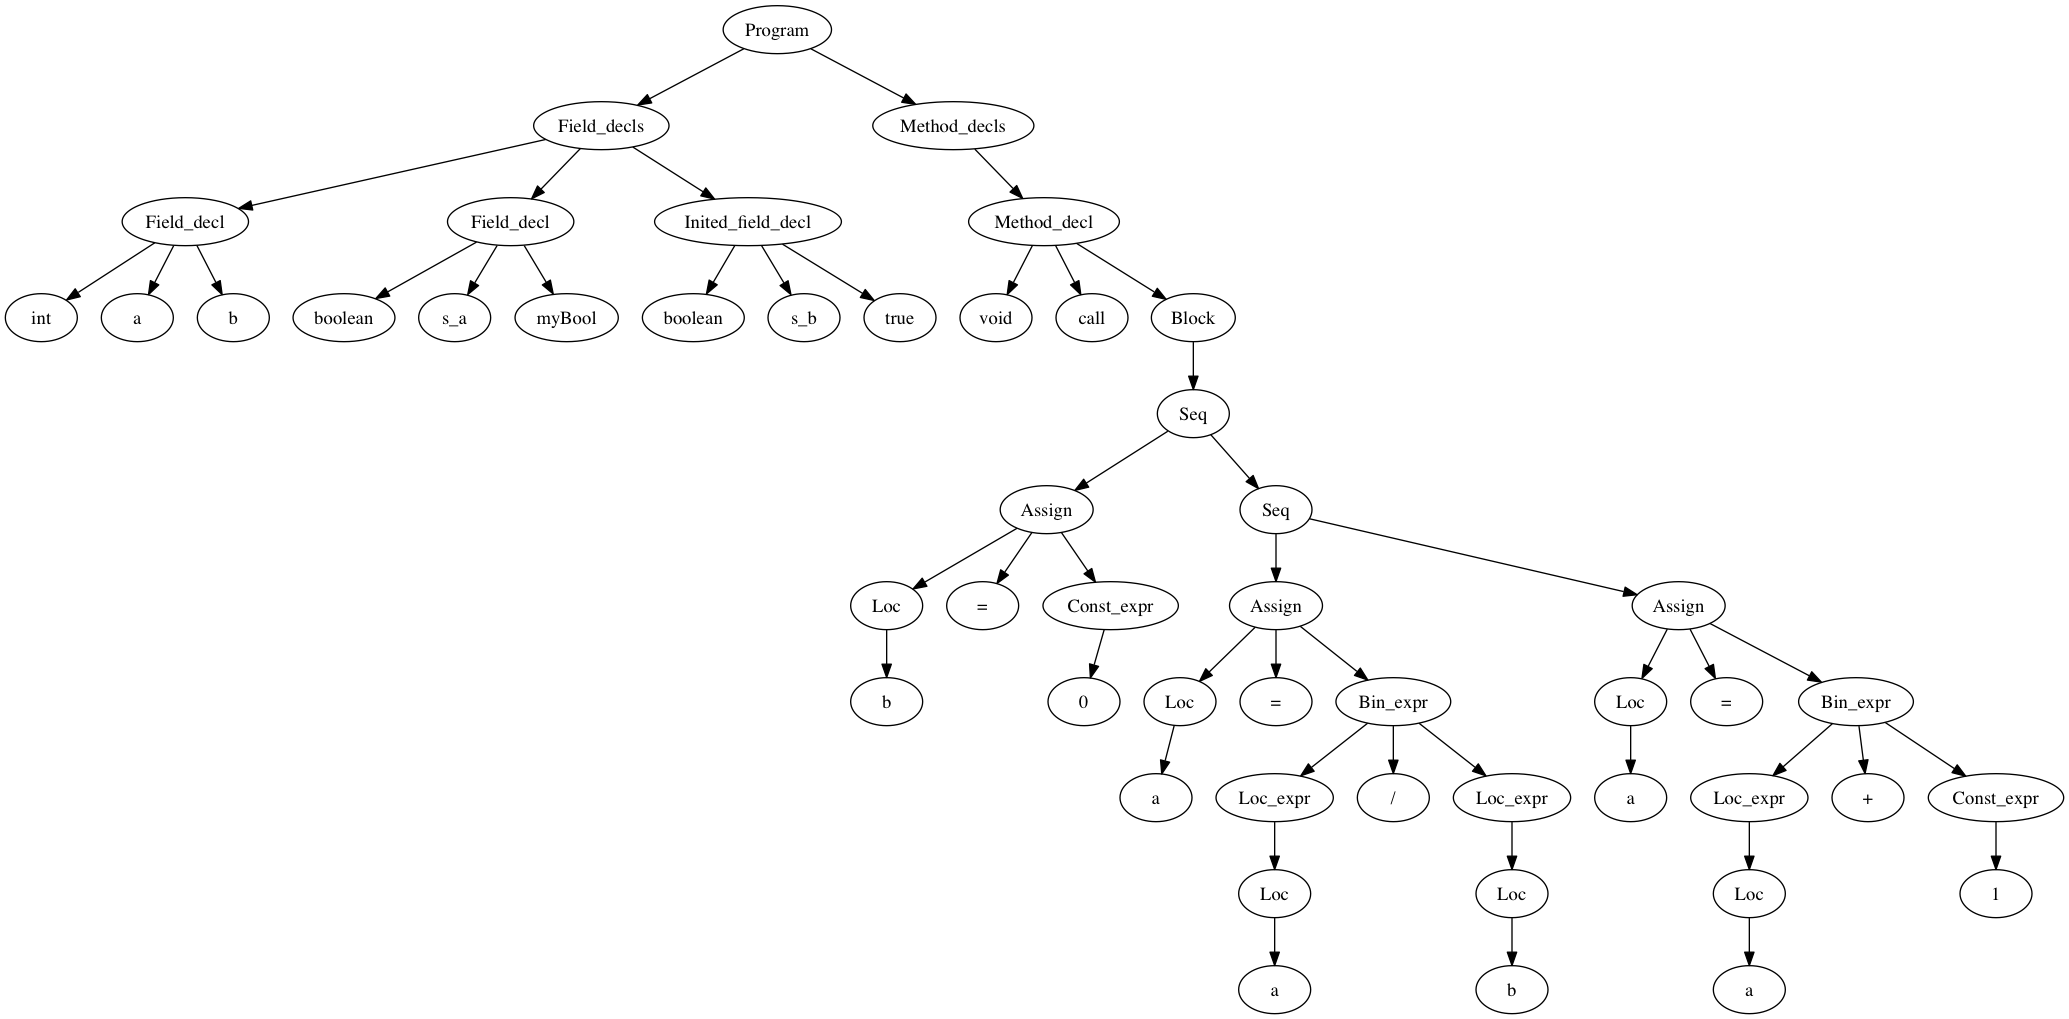 Program
Field_decls Method_decls
Field_decl Field_decl Inited_field_decl Method_decl
int a b boolean s_a myBool boolean s_b true void call Block
Seq
Assign Seq
Loc = Const_expr Assign Assign
b 0 Loc = Bin_expr Loc = Bin_expr
a Loc_expr / Loc_expr a Loc_expr + Const_expr
Loc Loc Loc 1
a b a